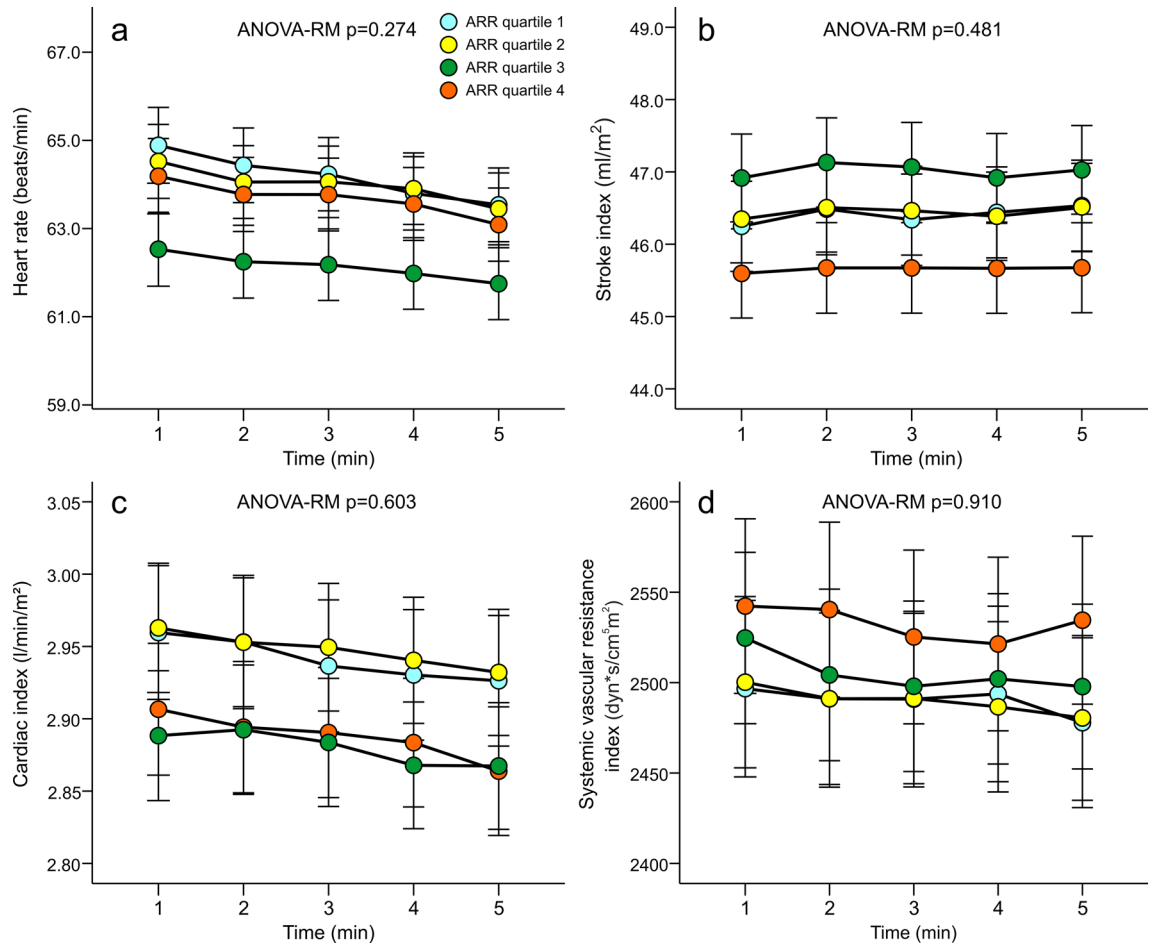 a
ANOVA-RM p=0.274
ARR quartile 1
ARR quartile 2
ARR quartile 3
ARR quartile 4
Heart rate (beats/min)
67.0
65.0
63.0
61.0
59.0
1 2 3 4 5
Time (min)
b
ANOVA-RM p=0.481
Stroke index (ml/m²)
49.0
48.0
47.0
46.0
45.0
44.0
1 2 3 4 5
Time (min)
c
ANOVA-RM p=0.603
Cardiac index (l/min/m²)
3.05
3.00
2.95
2.90
2.85
2.80
1 2 3 4 5
Time (min)
d
ANOVA-RM p=0.910
Systemic vascular resistance
index (dyn*s/cm⁵m²)
2600
2550
2500
2450
2400
1 2 3 4 5
Time (min)